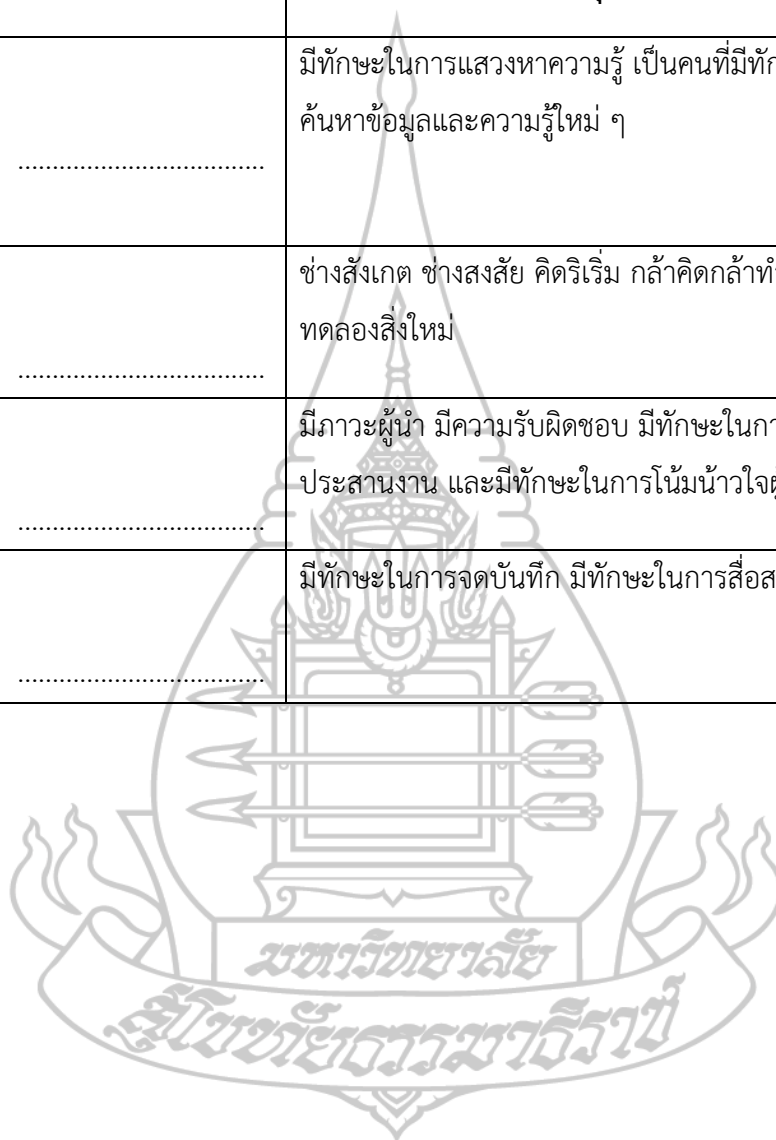 มีทักษะในการแสวงหาความรู้ เป็นคนที่มี
ค้นหาข้อมูลและความรู้ใหม่ ๆ
..................................
ช่างสังเกต ช่างสงสัย คิดริเริ่ม กล้าคิดกล้า
ทดลองสิ่งใหม่
..................................
มีภาวะผู้นำ มีความรับผิดชอบ มีทักษะใน
ประสานงาน และมีทักษะในการโน้มน้าวใจ
..................................
มีทักษะในการจดบันทึก มีทักษะในการ
..................................
มหาวิทยาลัย
สุโขทัยธรรมาธิราช